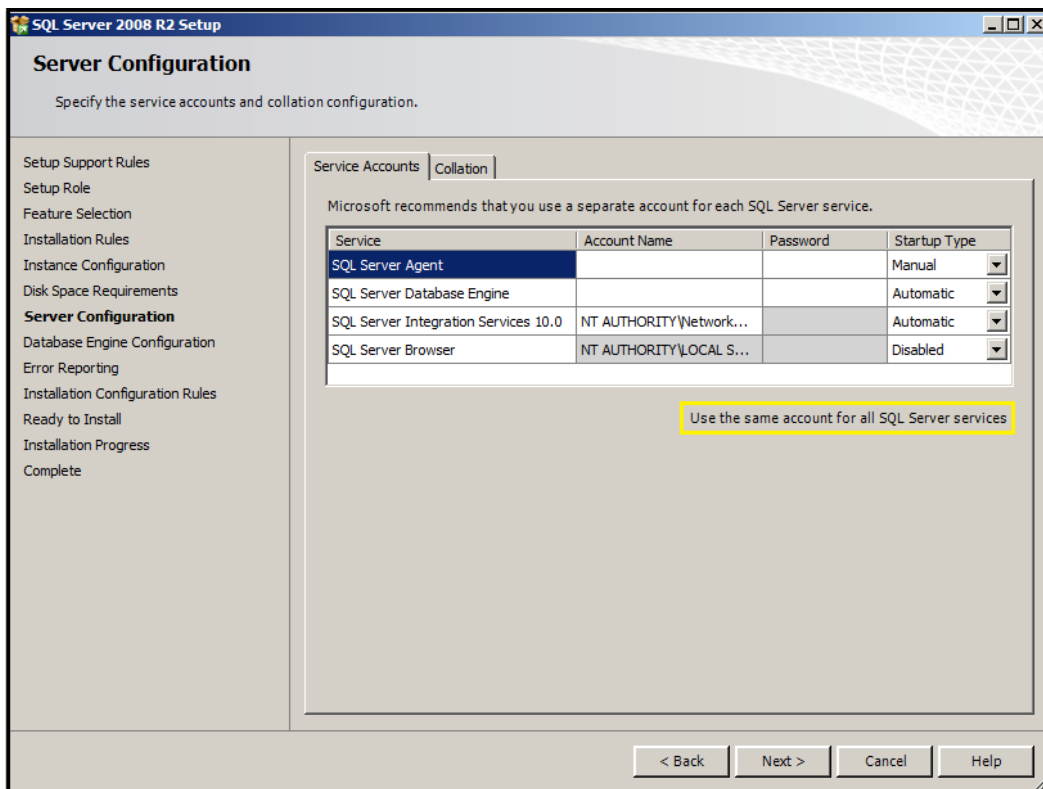 SQL Server 2008 R2 Setup
Server Configuration
Specify the service accounts and collation configuration.
Setup Support Rules
Setup Role
Feature Selection
Installation Rules
Instance Configuration
Disk Space Requirements
Server Configuration
Database Engine Configuration
Error Reporting
Installation Configuration Rules
Ready to Install
Installation Progress
Complete
Service Accounts Collation
Microsoft recommends that you use a separate account for each SQL Server service.
Service Account Name Password Startup Type
SQL Server Agent Manual
SQL Server Database Engine Automatic
SQL Server Integration Services 10.0 NT AUTHORITY\Network... Automatic
SQL Server Browser NT AUTHORITY\LOCAL S... Disabled
Use the same account for all SQL Server services
< Back Next > Cancel Help